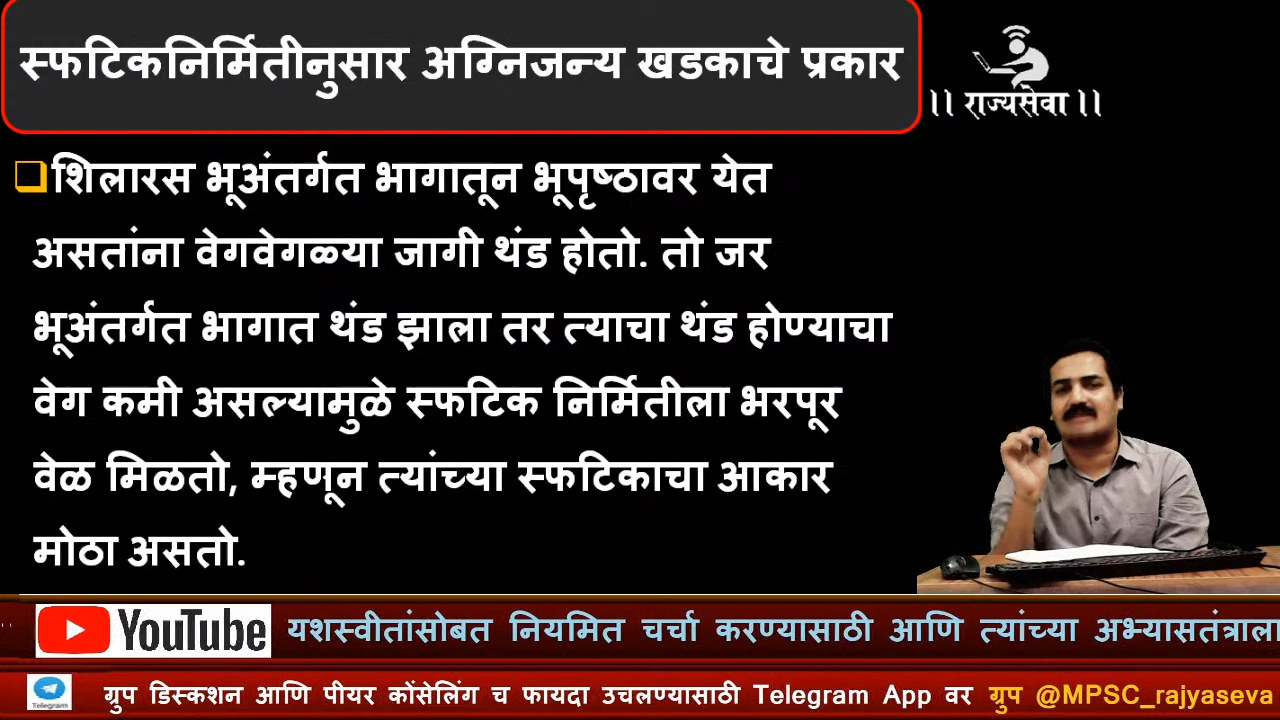 स्फटिकनिर्मितीनुसार अग्निजन्य खडकाचे प्रकार
।। राज्यसेवा ।।
शिलारस भूअंतर्गत भागातून भूपृष्ठावर येत
असतांना वेगवेगळ्या जागी थंड होतो. तो जर
भूअंतर्गत भागात थंड झाला तर त्याचा थंड होण्याचा
वेग कमी असल्यामुळे स्फटिक निर्मितीला भरपूर
वेळ मिळतो, म्हणून त्यांच्या स्फटिकाचा आकार
मोठा असतो.
YouTube यशस्वीतांसोबत नियमित चर्चा करण्यासाठी आणि त्यांच्या अभ्यासतंत्राला
Telegram ग्रुप डिस्कशन आणि पीयर कोंसेलिंग च फायदा उचलण्यासाठी Telegram App वर ग्रुप @MPSC_rajyaseva